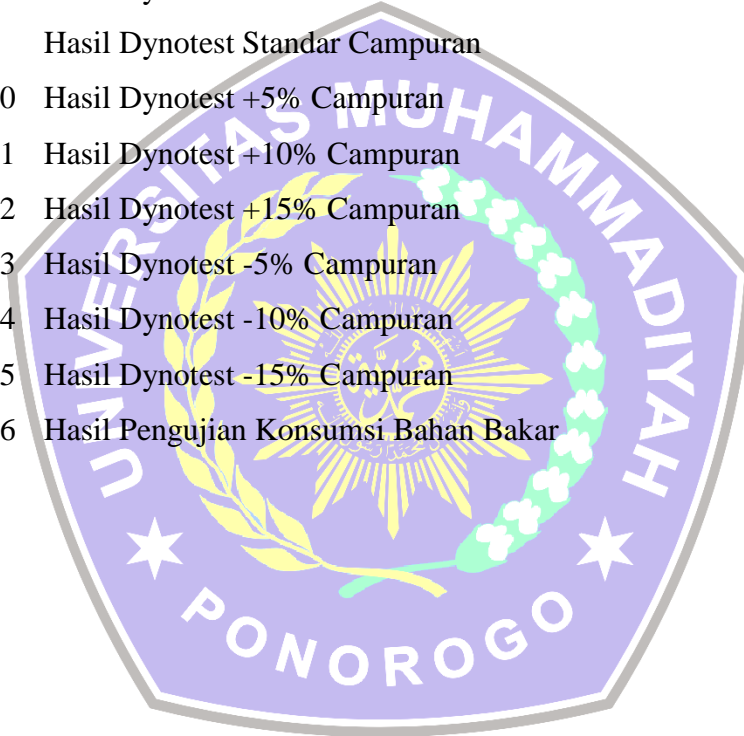 Hasil Dynotest Standar Campuran
0 Hasil Dynotest +5% Campuran
1 Hasil Dynotest +10% Campuran
2 Hasil Dynotest +15% Campuran
3 Hasil Dynotest -5% Campuran
4 Hasil Dynotest -10% Campuran
5 Hasil Dynotest -15% Campuran
6 Hasil Pengujian Konsumsi Bahan Bakar
UNIVERSITAS MUHAMMADIYAH
PONOROGO
محمد